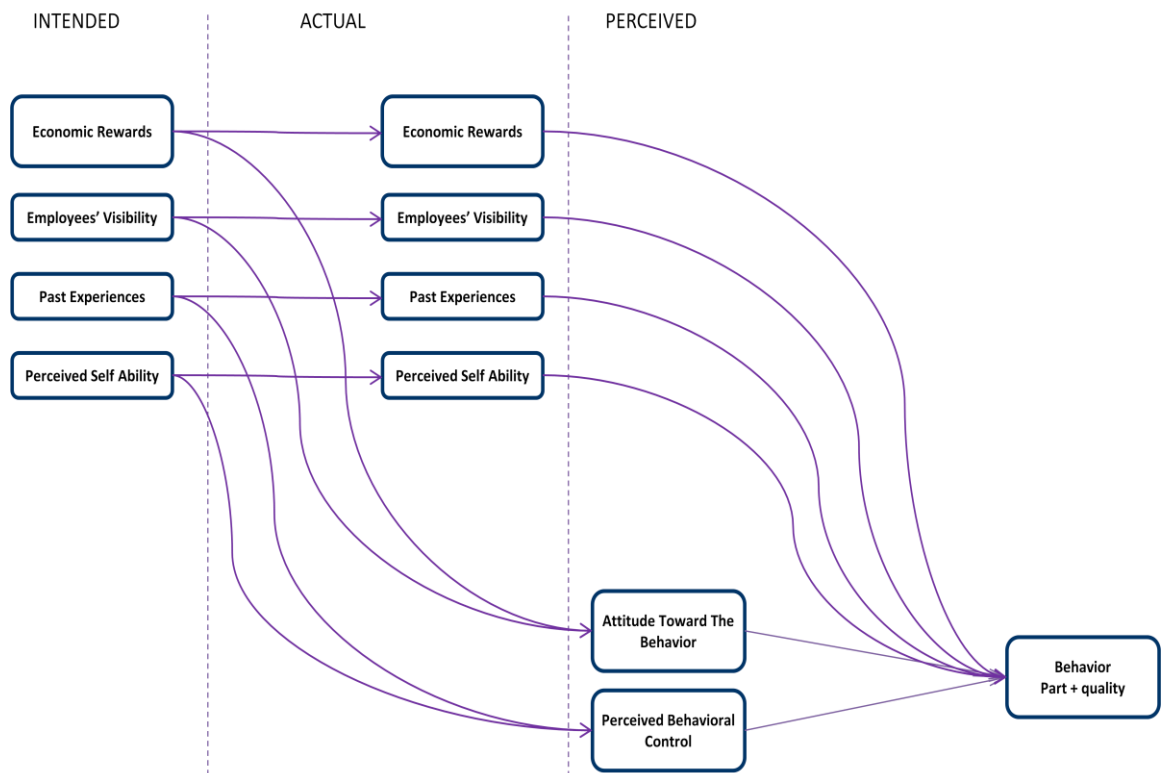 INTENDED
ACTUAL
PERCEIVED
Economic Rewards
Economic Rewards
Employees’ Visibility
Employees’ Visibility
Past Experiences
Past Experiences
Perceived Self Ability
Perceived Self Ability
Attitude Toward The
Behavior
Behavior
Part + quality
Perceived Behavioral
Control